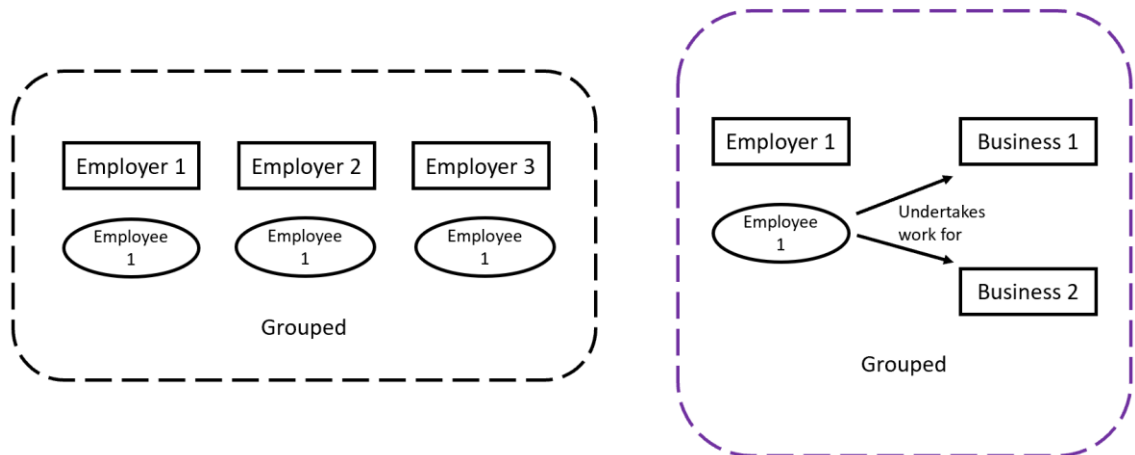 Employer 1
Employer 2
Employer 3
Employee
1
Employee
1
Employee
1
Grouped
Employer 1
Business 1
Employee
1
Undertakes
work for
Business 2
Grouped